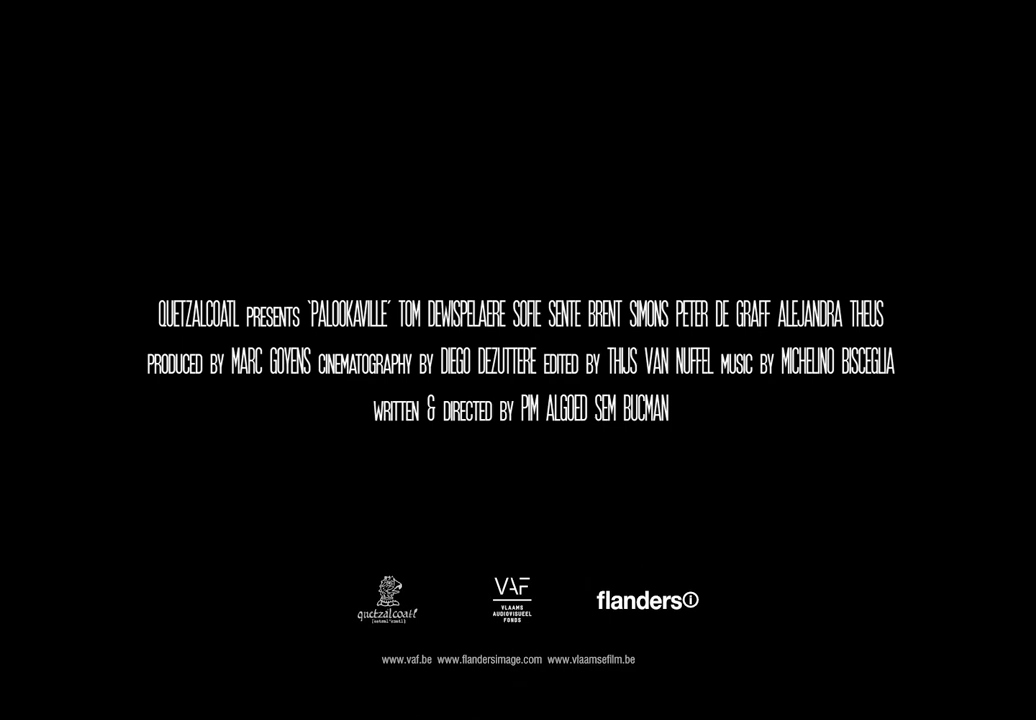 QUETZALCOATL PRESENTS `PALOOKAVILLE´ TOM DEWISPELAERE SOFIE SENTE BRENT SIMONS PETER DE GRAFF ALEJANDRA THEUS
PRODUCED BY MARC GOYENS CINEMATOGRAPHY BY DIEGO DEZUTTERE EDITED BY THIJS VAN NUFFEL MUSIC BY MICHELINO BISCEGLIA
WRITTEN & DIRECTED BY PIM ALGOED SEM BUCMAN
quetzalcoatl
VAF
VLAAMS
AUDIOVISUEEL
FONDS
flanders i
www.vaf.be www.flandersimage.com www.vlaamsefilm.be